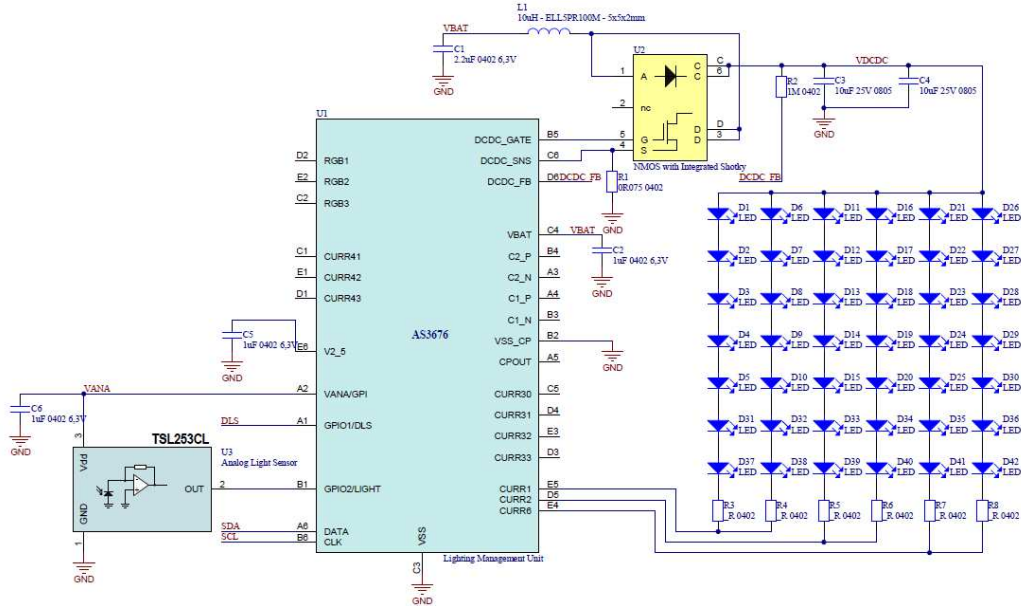 L1
10uH - ELL5PR100M - 5x5x2mm
VBAT
C1
2.2uF 0402 6,3V
GND
U2
1 A
2 nc
5 G
4 S
C C
C 6
D D
D 3
NMOS with Integrated Shotky
VDCDC
R2
1M 0402
C3
10uF 25V 0805
C4
10uF 25V 0805
GND
DCDC_FB
U1
D2 RGB1
E2 RGB2
C2 RGB3
C1 CURR41
E1 CURR42
D1 CURR43
E6 V2_5
A2 VANA/GPI
A1 GPIO1/DLS
B1 GPIO2/LIGHT
A6 DATA
B6 CLK
AS3676
DCDC_GATE B5
DCDC_SNS C6
DCDC_FB D6 DCDC_FB
VBAT C4 VBAT
C2_P B4
C2_N A3
C1_P A4
C1_N B3
VSS_CP B2
CPOUT A5
CURR30 C5
CURR31 D4
CURR32 E3
CURR33 D3
CURR1 E5
CURR2 D5
CURR6 E4
VSS
C3
GND
Lighting Management Unit
R1
0R075 0402
GND
C2
1uF 0402 6,3V
GND
GND
C5
1uF 0402 6,3V
GND
VANA
C6
1uF 0402 6,3V
GND
DLS
SDA
SCL
TSL253CL
U3
Analog Light Sensor
3
Vdd
OUT 2
GND
1
GND
D1 D6 D11 D16 D21 D26
LED LED LED LED LED LED
D2 D7 D12 D17 D22 D27
LED LED LED LED LED LED
D3 D8 D13 D18 D23 D28
LED LED LED LED LED LED
D4 D9 D14 D19 D24 D29
LED LED LED LED LED LED
D5 D10 D15 D20 D25 D30
LED LED LED LED LED LED
D31 D32 D33 D34 D35 D36
LED LED LED LED LED LED
D37 D38 D39 D40 D41 D42
LED LED LED LED LED LED
R3 R4 R5 R6 R7 R8
_R 0402 _R 0402 _R 0402 _R 0402 _R 0402 _R 0402